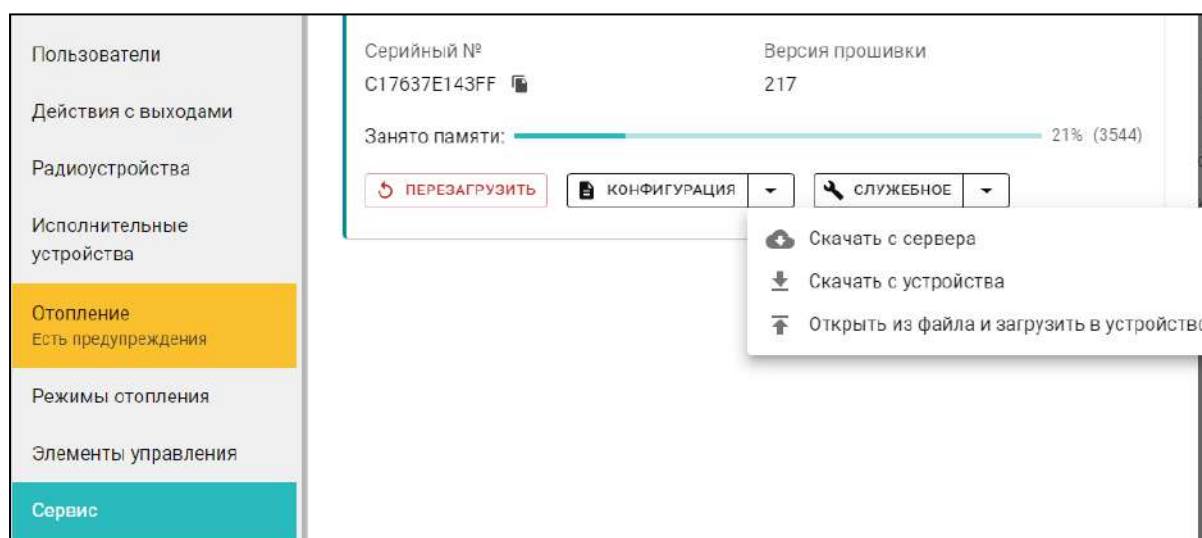 Пользователи
Действия с выходами
Радиоустройства
Исполнительные
устройства
Отопление
Есть предупреждения
Режимы отопления
Элементы управления
Сервис
Серийный № Версия прошивки
C17637E143FF 217
Занято памяти: 21% (3544)
ПЕРЕЗАГРУЗИТЬ КОНФИГУРАЦИЯ СЛУЖЕБНОЕ
Скачать с сервера
Скачать с устройства
Открыть из файла и загрузить в устройство